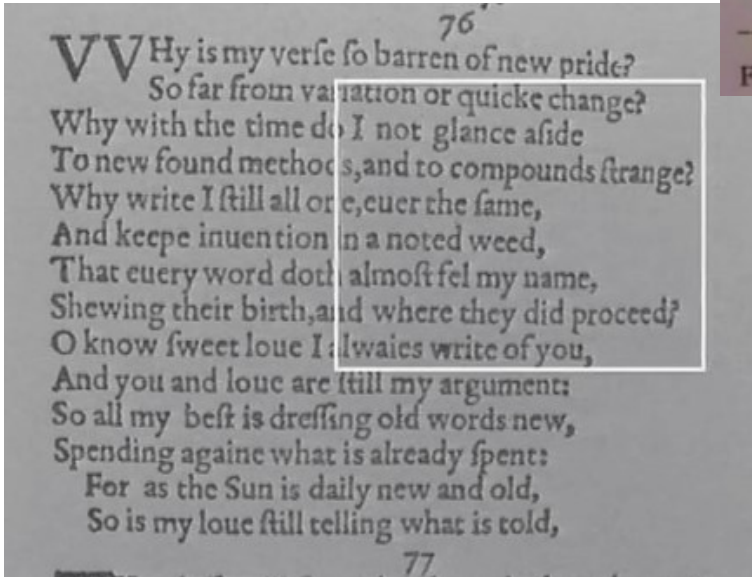 76
VVHy is my verſe ſo barren of new pride?
So far from variation or quicke change?
Why with the time do I not glance aſide
To new found methods,and to compounds ſtrange?
Why write I ſtill all one,euer the ſame,
And keepe inuention in a noted weed,
That euery word doth almoſt fel my name,
Shewing their birth,and where they did proceed?
O know ſweet loue I alwaies write of you,
And you and loue are ſtill my argument:
So all my beſt is dreſſing old words new,
Spending againe what is already ſpent:
For as the Sun is daily new and old,
So is my loue ſtill telling what is told,
77